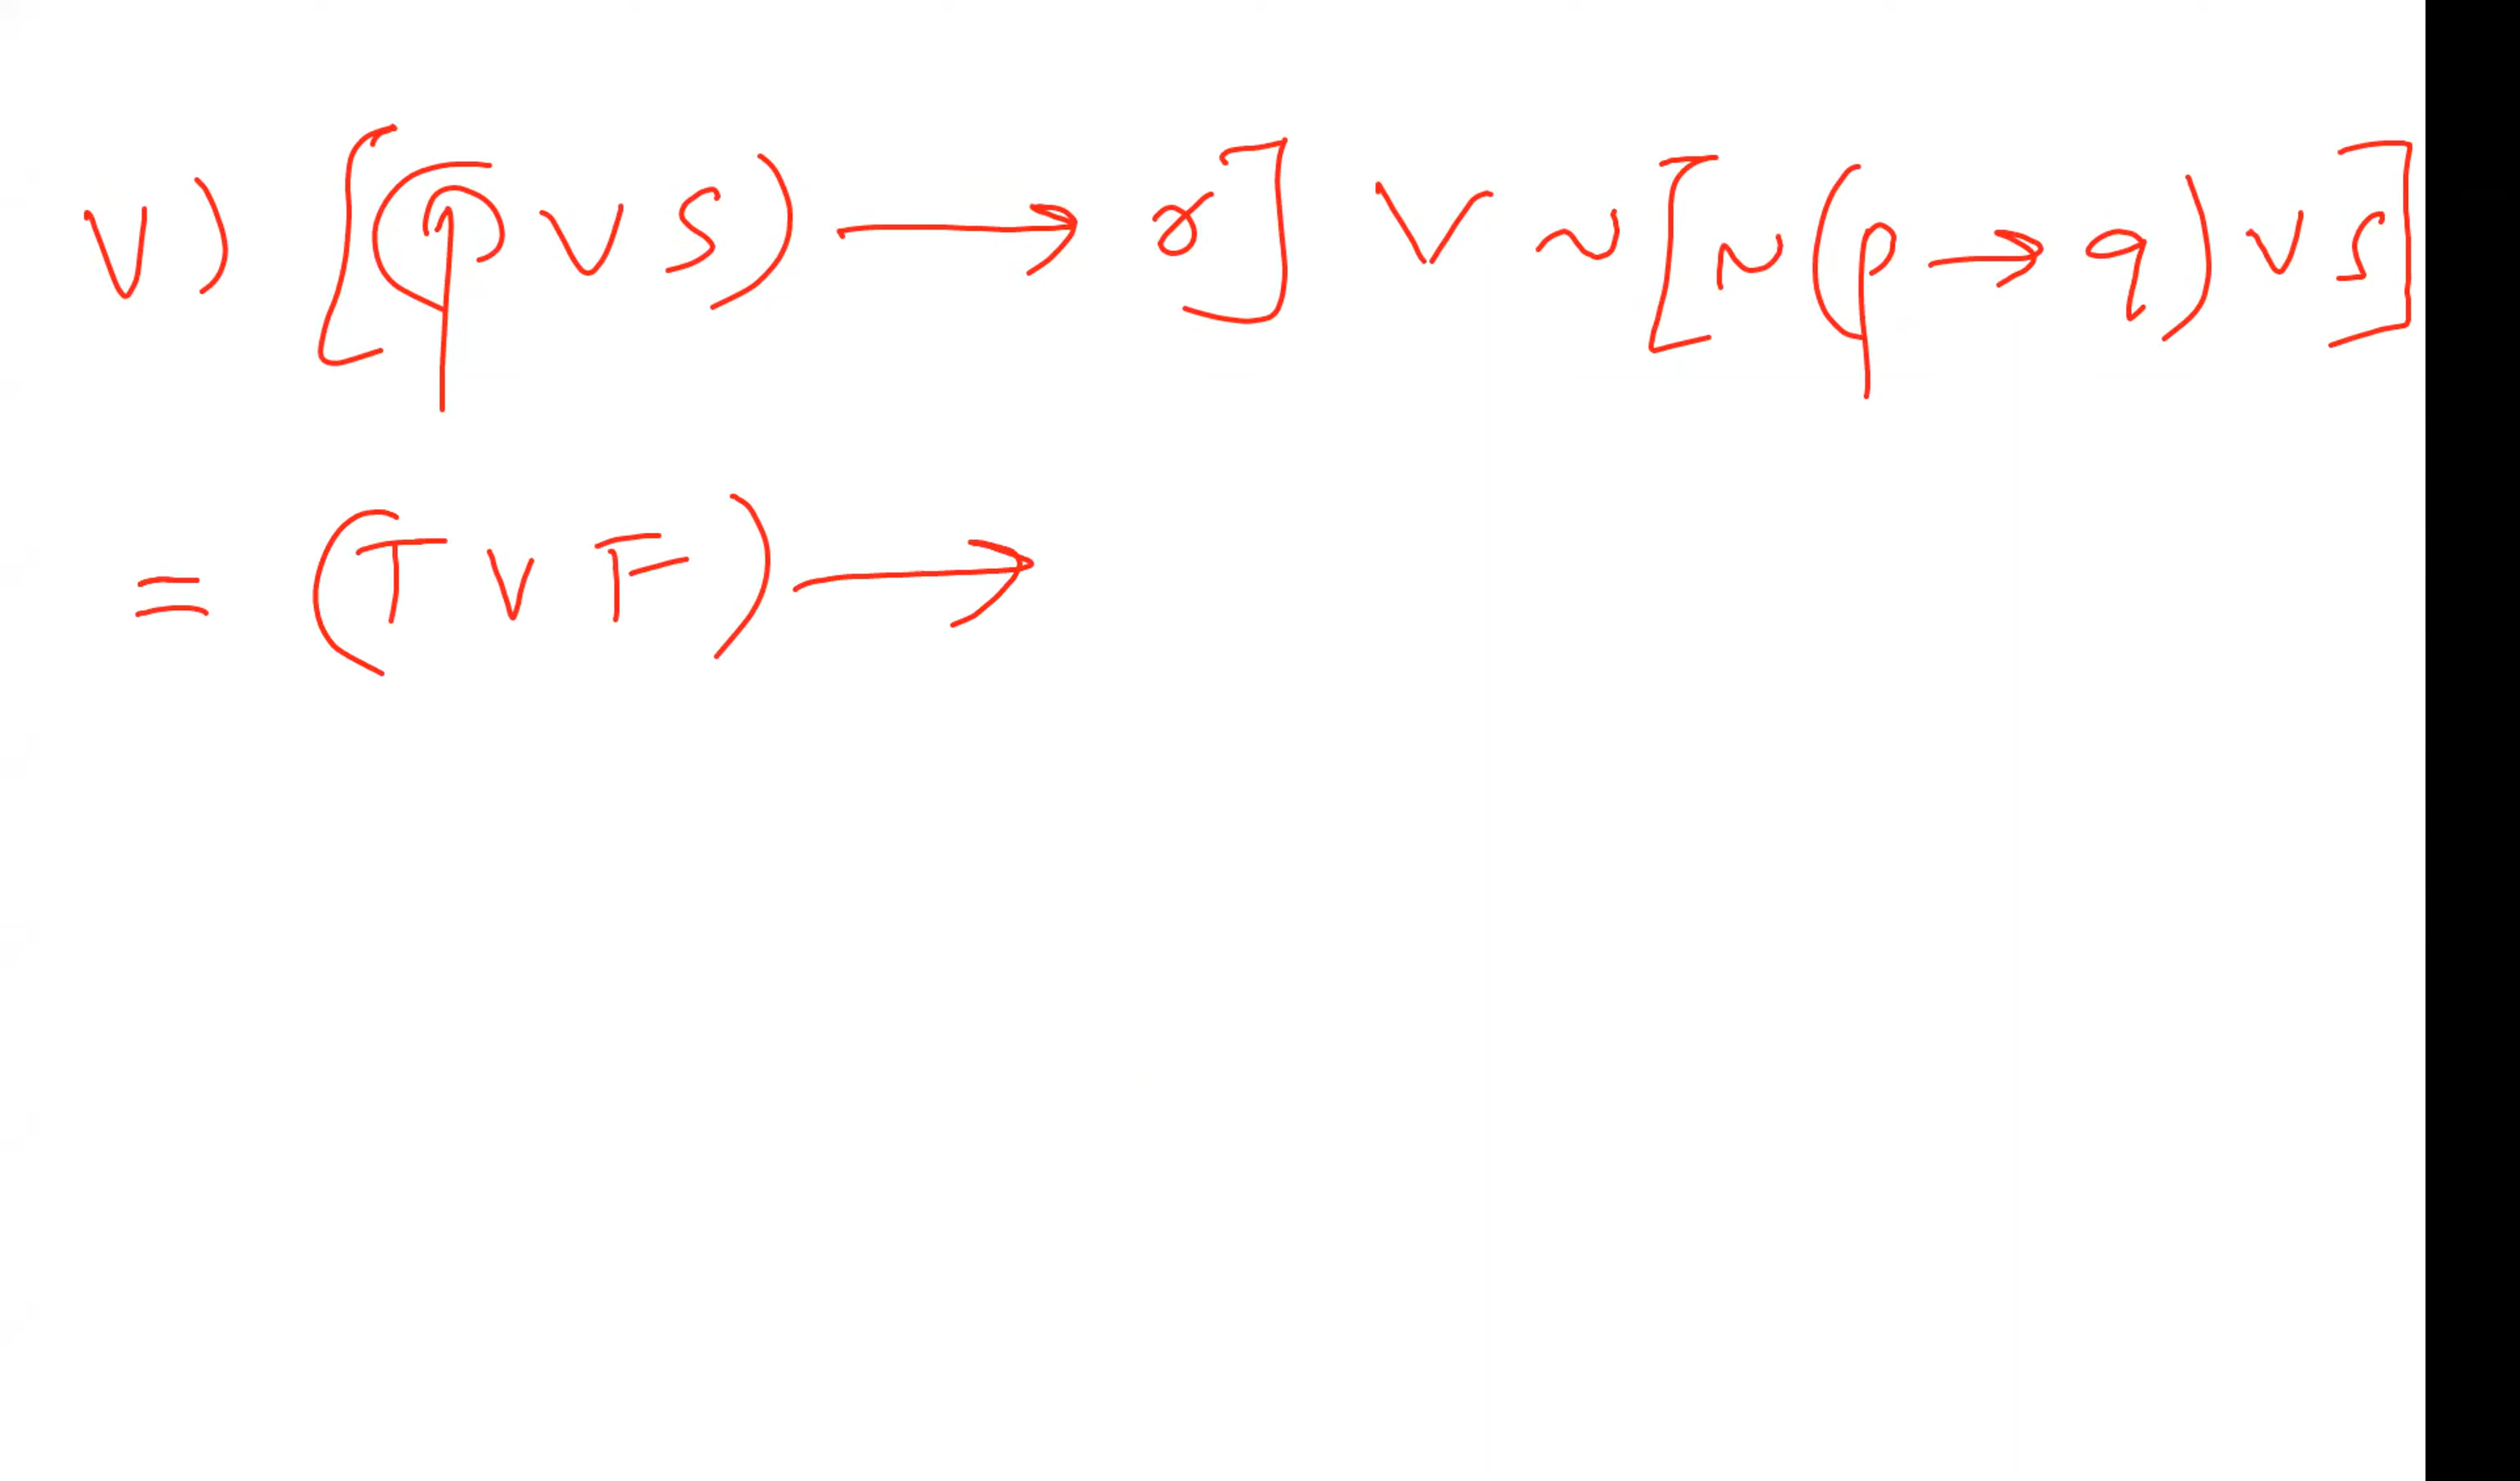 v) [(p ∨ s) → r] ∨ ~[~(p → q) ∨ s]
= (T ∨ F) →